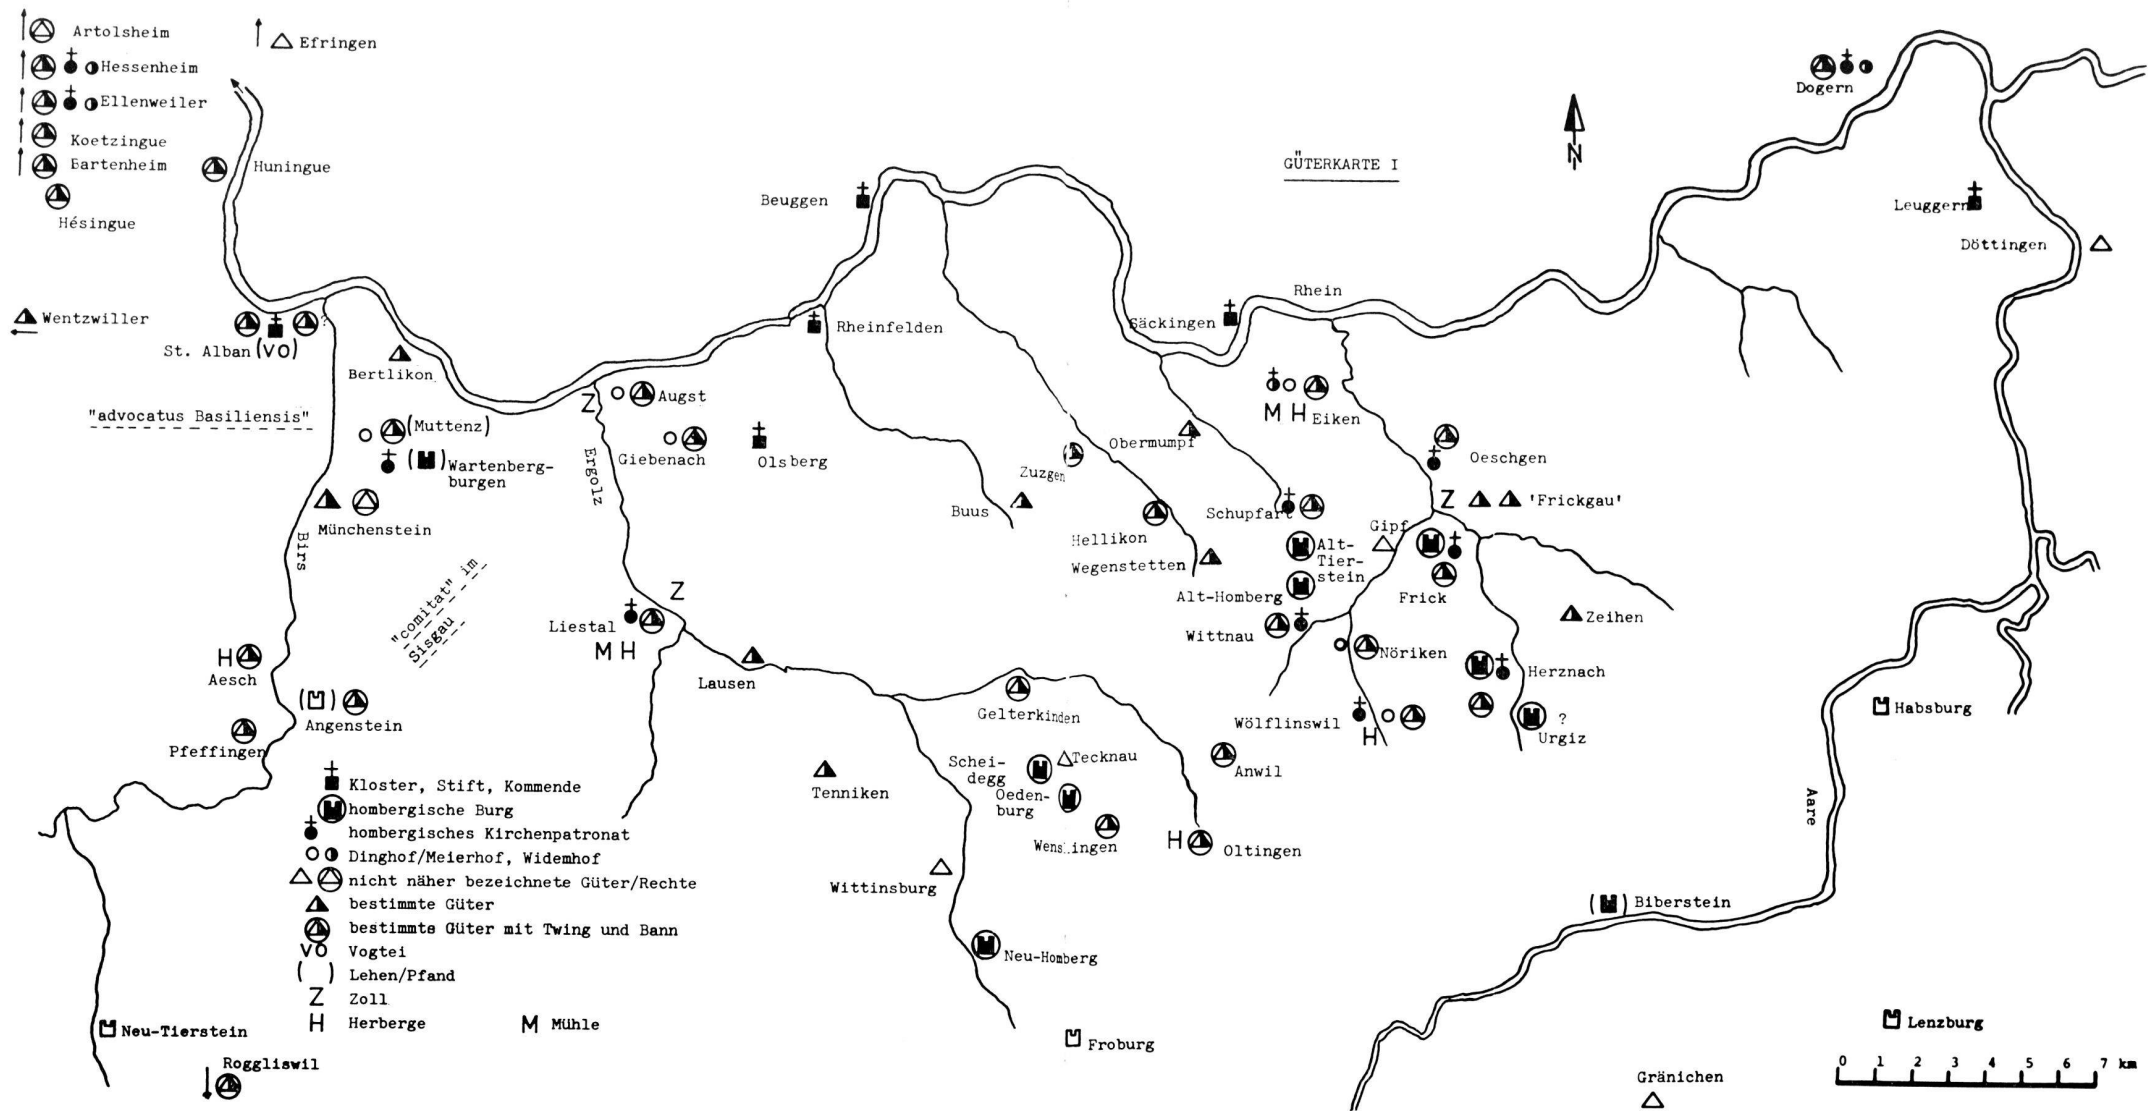 Artolsheim
Efringen
Hessenheim
Ellenweiler
Koetzingue
Bartenheim
Huningue
Hésingue
Dogern
N
GÜTERKARTE I
Beuggen
Leuggern
Döttingen
Rhein
Wentzwiller
?
St. Alban (VO)
Bertlikon
Rheinfelden
Säckingen
"advocatus Basiliensis"
Z
Augst
M H Eiken
(Muttenz)
Giebenach
Olsberg
Obermumpf
Oeschgen
( ) Wartenberg-
burgen
Ergolz
Zuzgen
Z
'Frickgau'
Münchenstein
Buus
Schupfart
Gipf
Birs
Hellikon
Wegenstetten
Alt-
Tier-
stein
Alt-Homberg
Frick
"comitat" im
Sisgau
Z
Liestal
M H
Wittnau
Zeihen
Nöriken
H
Aesch
Lausen
Herznach
( )
Angenstein
Gelterkinden
Wölflinswil
H
?
Urgiz
Habsburg
Pfeffingen
Schei-
degg
Tecknau
Anwil
Tenniken
Oeden-
burg
Aare
Wenslingen
H
Oltingen
Wittinsburg
( ) Biberstein
Neu-Homberg
Kloster, Stift, Kommende
hombergische Burg
hombergisches Kirchenpatronat
Dinghof/Meierhof, Widemhof
nicht näher bezeichnete Güter/Rechte
bestimmte Güter
bestimmte Güter mit Twing und Bann
VO Vogtei
( ) Lehen/Pfand
Z Zoll
H Herberge
M Mühle
Neu-Tierstein
Froburg
Lenzburg
Roggliswil
Gränichen
0 1 2 3 4 5 6 7 km